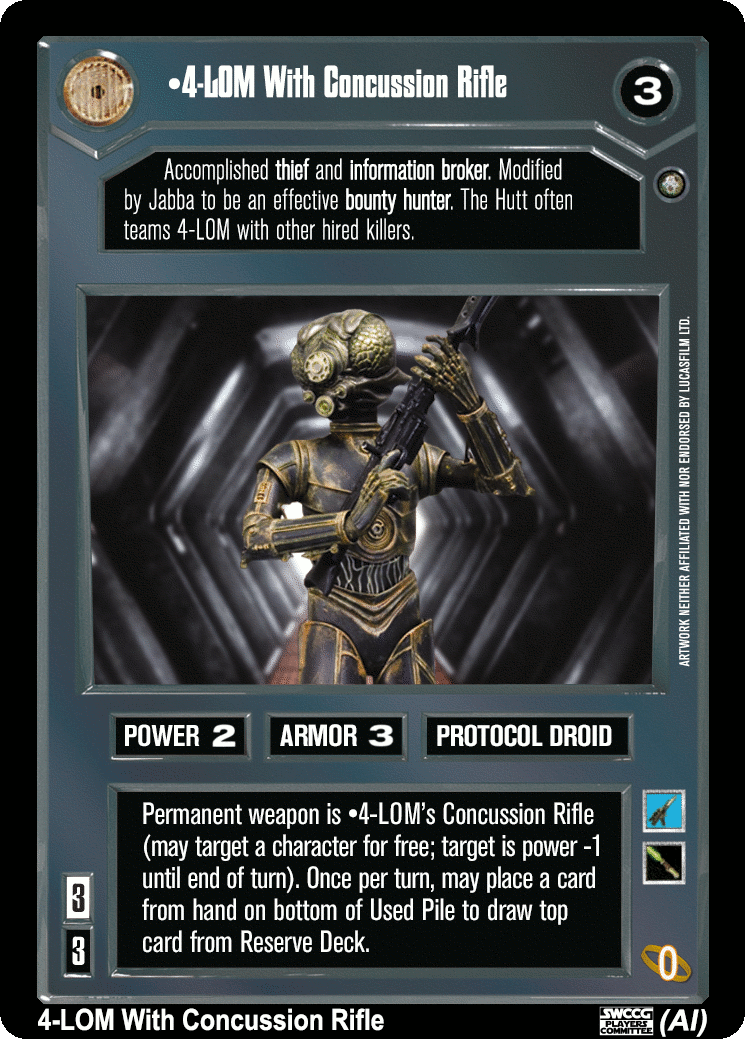 •4-LOM With Concussion Rifle
3
Accomplished thief and information broker. Modified
by Jabba to be an effective bounty hunter. The Hutt often
teams 4-LOM with other hired killers.
ARTWORK NEITHER AFFILIATED WITH NOR ENDORSED BY LUCASFILM LTD.
POWER 2
ARMOR 3
PROTOCOL DROID
Permanent weapon is •4-LOM's Concussion Rifle
(may target a character for free; target is power -1
until end of turn). Once per turn, may place a card
from hand on bottom of Used Pile to draw top
card from Reserve Deck.
3
3
0
4-LOM With Concussion Rifle
SWCCG
PLAYERS
COMMITTEE
(AI)